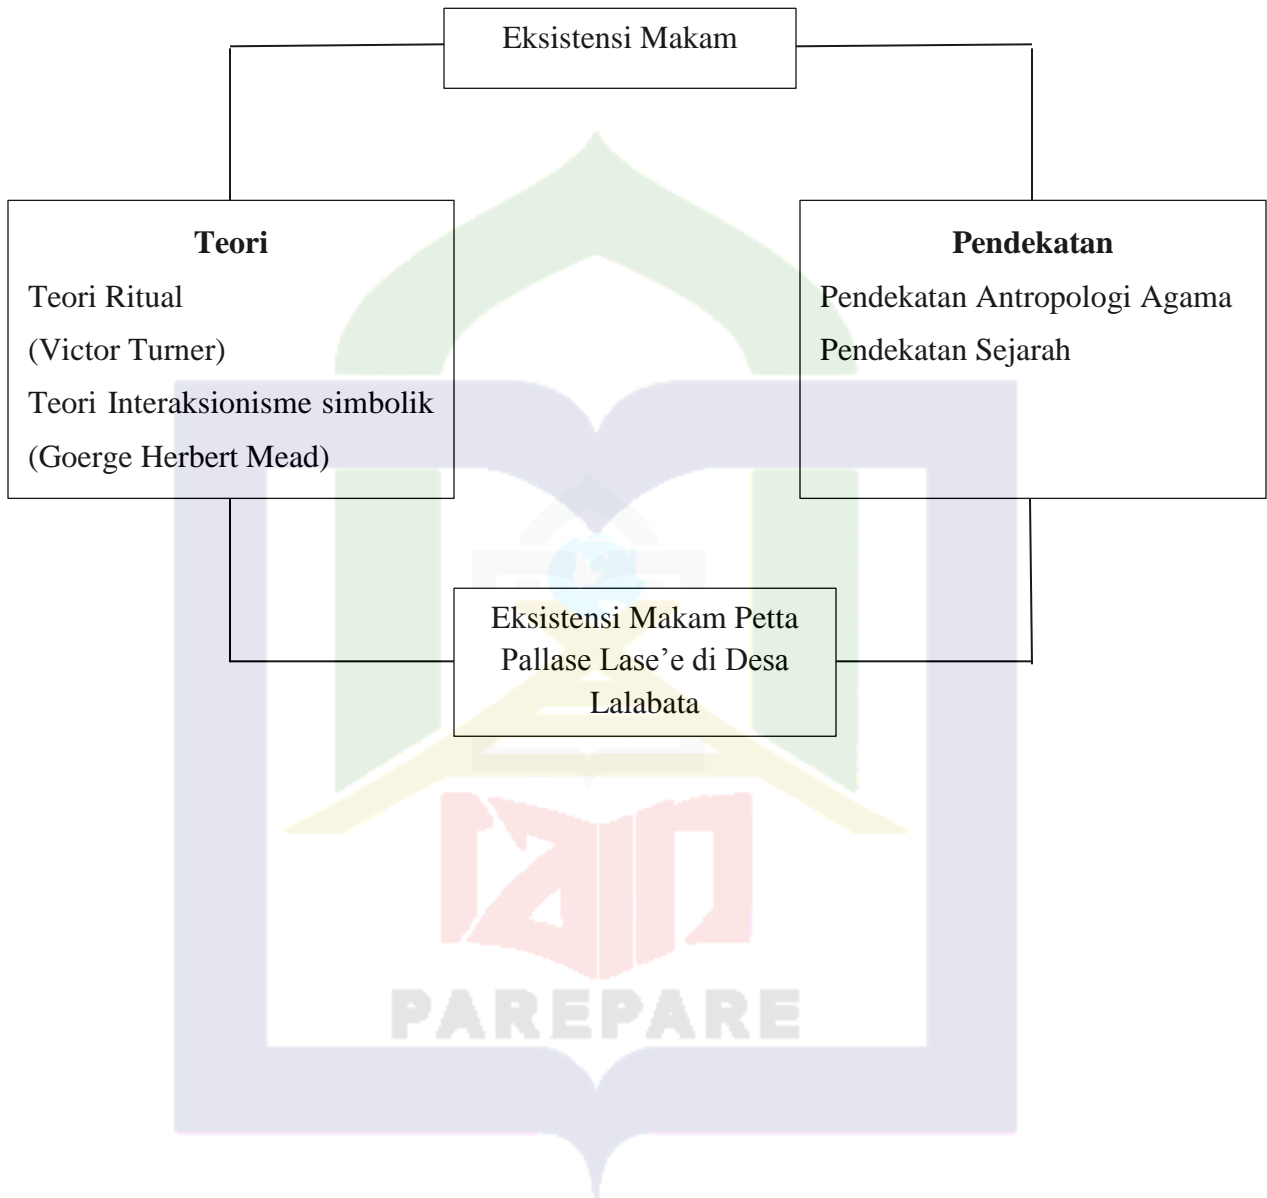 Eksistensi Makam
Teori
Teori Ritual
(Victor Turner)
Teori Interaksionisme simbolik
(Goerge Herbert Mead)
Pendekatan
Pendekatan Antropologi Agama
Pendekatan Sejarah
Eksistensi Makam Petta
Pallase Lase’e di Desa
Lalabata
iain
PAREPARE